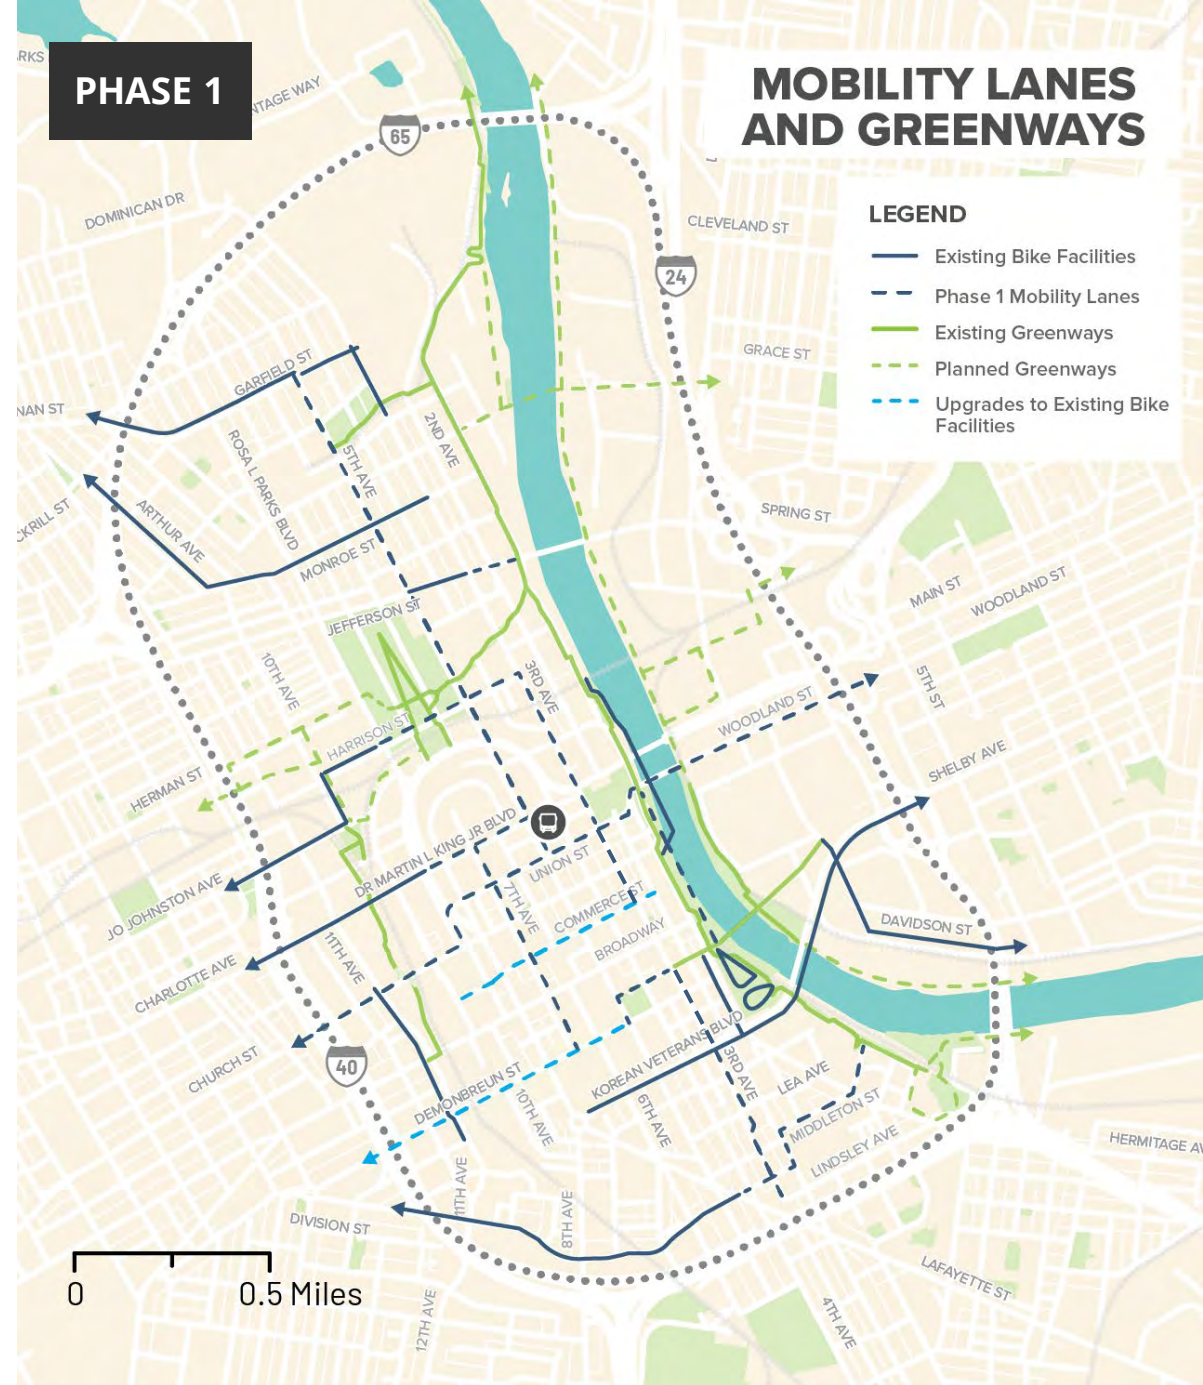 PHASE 1
MOBILITY LANES
AND GREENWAYS
LEGEND
Existing Bike Facilities
Phase 1 Mobility Lanes
Existing Greenways
Planned Greenways
Upgrades to Existing Bike
Facilities
65
24
40
DOMINICAN DR
CLEVELAND ST
GRACE ST
GARFIELD ST
2ND AVE
5TH AVE
ROSA L PARKS BLVD
ARTHUR AVE
MONROE ST
SPRING ST
MAIN ST
WOODLAND ST
JEFFERSON ST
10TH AVE
3RD AVE
5TH ST
HARRISON ST
WOODLAND ST
HERMAN ST
SHELBY AVE
DR MARTIN L KING JR BLVD
UNION ST
JO JOHNSTON AVE
7TH AVE
COMMERCE ST
BROADWAY
DAVIDSON ST
11TH AVE
CHARLOTTE AVE
CHURCH ST
KOREAN VETERANS BLVD
3RD AVE
LEA AVE
DEMONBREUN ST
10TH AVE
6TH AVE
MIDDLETON ST
LINDSLEY AVE
HERMITAGE AV
11TH AVE
8TH AVE
DIVISION ST
LAFAYETTE ST
12TH AVE
4TH AVE
0
0.5 Miles